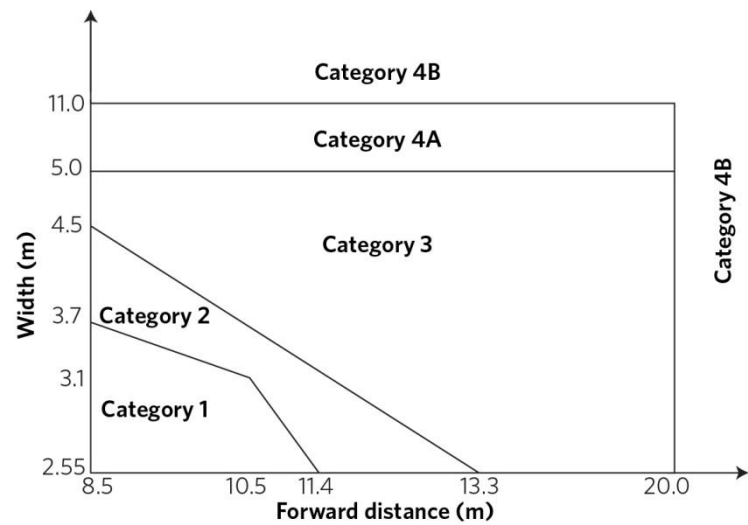 Category 4B
11.0
Category 4A
5.0
4.5
Category 3
Category 4B
Width (m)
3.7
Category 2
3.1
Category 1
2.55
8.5 10.5 11.4 13.3 20.0
Forward distance (m)